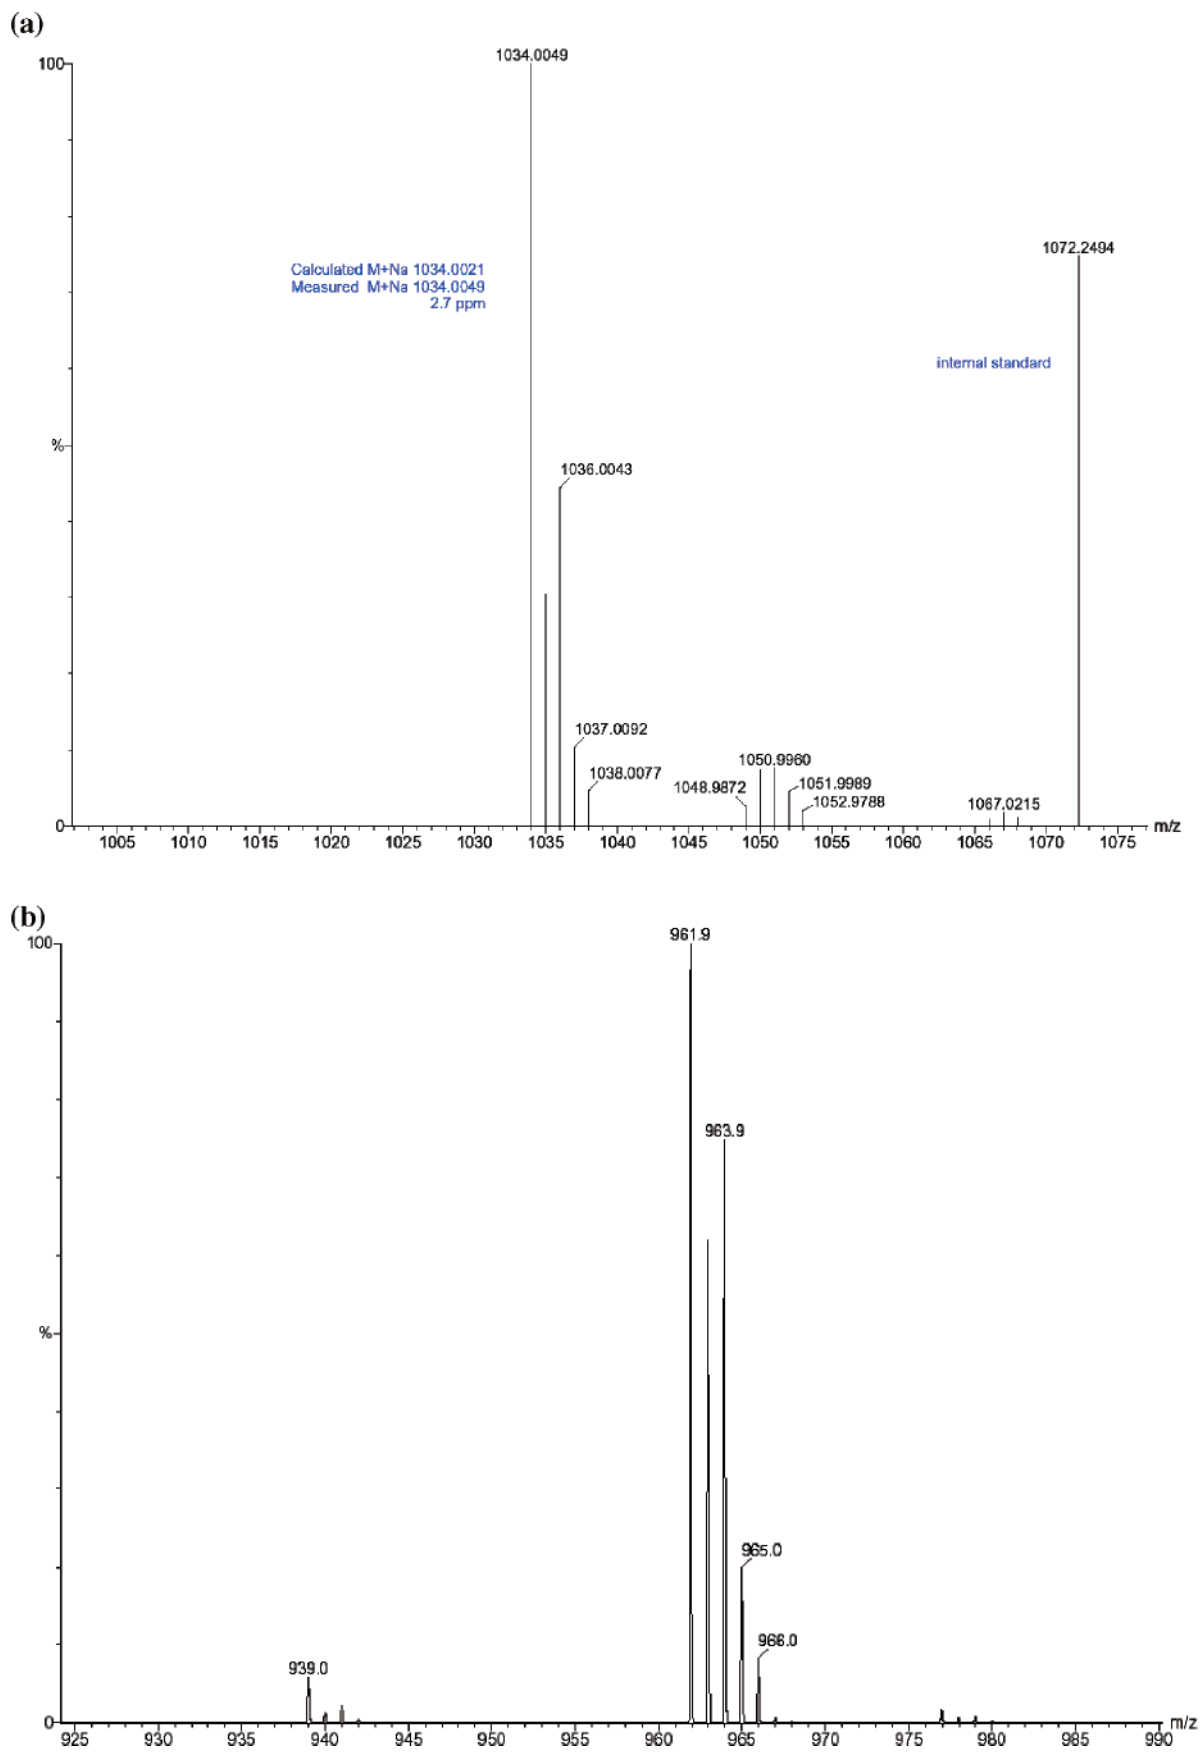 (a)
1034.0049
100
1072.2494
Calculated M+Na 1034.0021
Measured M+Na 1034.0049
2.7 ppm
internal standard
%
1036.0043
1037.0092
1038.0077
1048.9872
1050.9960
1051.9989
1052.9788
1067.0215
0
m/z
1005 1010 1015 1020 1025 1030 1035 1040 1045 1050 1055 1060 1065 1070 1075
(b)
961.9
100
963.9
%
965.0
966.0
939.0
0
m/z
925 930 935 940 945 950 955 960 965 970 975 980 985 990